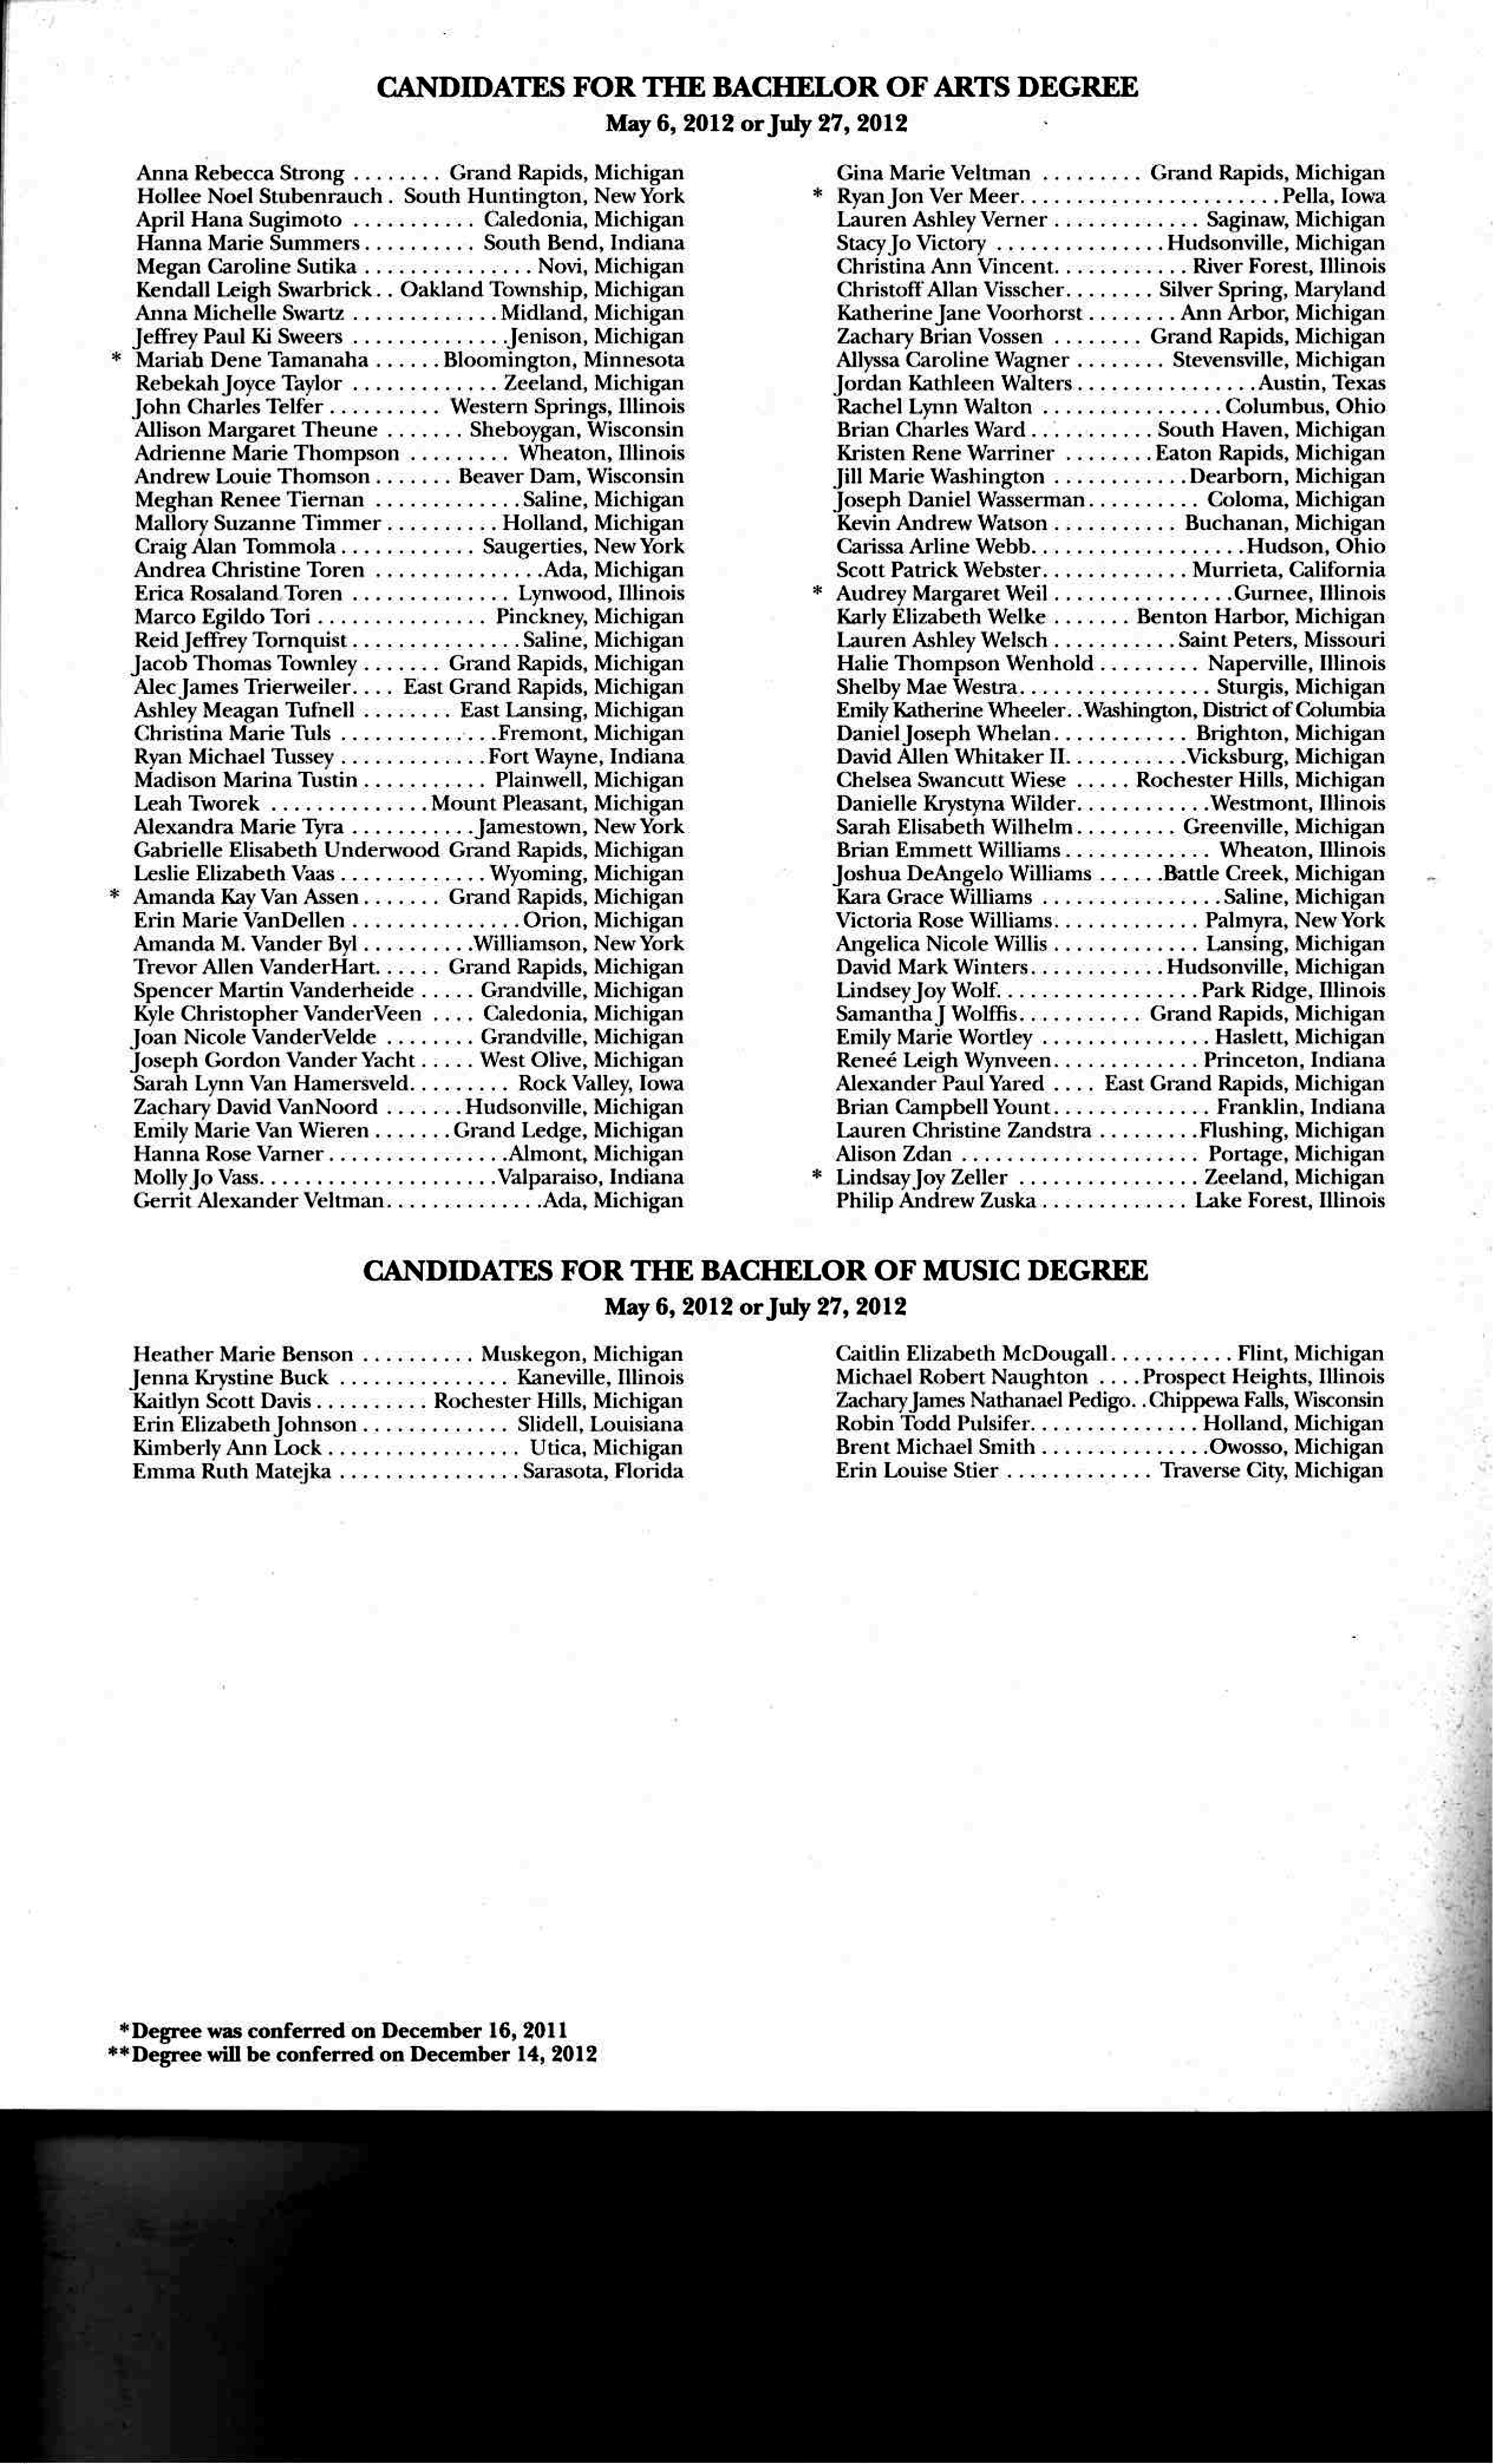 CANDIDATES FOR THE BACHELOR OF ARTS DEGREE
May 6, 2012 or July 27, 2012
Anna Rebecca Strong ........ Grand Rapids, Michigan
Hollee Noel Stubenrauch . South Huntington, New York
April Hana Sugimoto ........... Caledonia, Michigan
Hanna Marie Summers .......... South Bend, Indiana
Megan Caroline Sutika ............... Novi, Michigan
Kendall Leigh Swarbrick .. Oakland Township, Michigan
Anna Michelle Swartz ............. Midland, Michigan
Jeffrey Paul Ki Sweers .............. Jenison, Michigan
* Mariah Dene Tamanaha ...... Bloomington, Minnesota
Rebekah Joyce Taylor ............. Zeeland, Michigan
John Charles Telfer .......... Western Springs, Illinois
Allison Margaret Theune ....... Sheboygan, Wisconsin
Adrienne Marie Thompson ......... Wheaton, Illinois
Andrew Louie Thomson ....... Beaver Dam, Wisconsin
Meghan Renee Tiernan ............. Saline, Michigan
Mallory Suzanne Timmer .......... Holland, Michigan
Craig Alan Tommola ............ Saugerties, New York
Andrea Christine Toren ............... Ada, Michigan
Erica Rosaland Toren .............. Lynwood, Illinois
Marco Egildo Tori ............... Pinckney, Michigan
Reid Jeffrey Tornquist ............... Saline, Michigan
Jacob Thomas Townley ....... Grand Rapids, Michigan
Alec James Trierweiler .... East Grand Rapids, Michigan
Ashley Meagan Tufnell ........ East Lansing, Michigan
Christina Marie Tuls .............. Fremont, Michigan
Ryan Michael Tussey ............. Fort Wayne, Indiana
Madison Marina Tustin ........... Plainwell, Michigan
Leah Tworek .............. Mount Pleasant, Michigan
Alexandra Marie Tyra ........... Jamestown, New York
Gabrielle Elisabeth Underwood Grand Rapids, Michigan
Leslie Elizabeth Vaas ............. Wyoming, Michigan
* Amanda Kay Van Assen ....... Grand Rapids, Michigan
Erin Marie VanDellen ............... Orion, Michigan
Amanda M. Vander Byl .......... Williamson, New York
Trevor Allen VanderHart ...... Grand Rapids, Michigan
Spencer Martin Vanderheide ..... Grandville, Michigan
Kyle Christopher VanderVeen .... Caledonia, Michigan
Joan Nicole VanderVelde ........ Grandville, Michigan
Joseph Gordon Vander Yacht ..... West Olive, Michigan
Sarah Lynn Van Hamersveld ......... Rock Valley, Iowa
Zachary David VanNoord ....... Hudsonville, Michigan
Emily Marie Van Wieren ....... Grand Ledge, Michigan
Hanna Rose Varner ................ Almont, Michigan
Molly Jo Vass ..................... Valparaiso, Indiana
Gerrit Alexander Veltman .............. Ada, Michigan
Gina Marie Veltman ......... Grand Rapids, Michigan
* Ryan Jon Ver Meer ....................... Pella, Iowa
Lauren Ashley Verner ............. Saginaw, Michigan
Stacy Jo Victory ............... Hudsonville, Michigan
Christina Ann Vincent ............ River Forest, Illinois
Christoff Allan Visscher ........ Silver Spring, Maryland
Katherine Jane Voorhorst ........ Ann Arbor, Michigan
Zachary Brian Vossen ........ Grand Rapids, Michigan
Allyssa Caroline Wagner ........ Stevensville, Michigan
Jordan Kathleen Walters ................ Austin, Texas
Rachel Lynn Walton ................ Columbus, Ohio
Brian Charles Ward ........... South Haven, Michigan
Kristen Rene Warriner ........ Eaton Rapids, Michigan
Jill Marie Washington ............ Dearborn, Michigan
Joseph Daniel Wasserman .......... Coloma, Michigan
Kevin Andrew Watson ........... Buchanan, Michigan
Carissa Arline Webb ................... Hudson, Ohio
Scott Patrick Webster ............. Murrieta, California
* Audrey Margaret Weil ................ Gurnee, Illinois
Karly Elizabeth Welke ....... Benton Harbor, Michigan
Lauren Ashley Welsch ........... Saint Peters, Missouri
Halie Thompson Wenhold ......... Naperville, Illinois
Shelby Mae Westra ................. Sturgis, Michigan
Emily Katherine Wheeler .. Washington, District of Columbia
Daniel Joseph Whelan ............ Brighton, Michigan
David Allen Whitaker II ........... Vicksburg, Michigan
Chelsea Swancutt Wiese ..... Rochester Hills, Michigan
Danielle Krystyna Wilder ............ Westmont, Illinois
Sarah Elisabeth Wilhelm ......... Greenville, Michigan
Brian Emmett Williams ............. Wheaton, Illinois
Joshua DeAngelo Williams ...... Battle Creek, Michigan
Kara Grace Williams ................ Saline, Michigan
Victoria Rose Williams ............. Palmyra, New York
Angelica Nicole Willis ............. Lansing, Michigan
David Mark Winters ............ Hudsonville, Michigan
Lindsey Joy Wolf .................. Park Ridge, Illinois
Samantha J Wolffis ........... Grand Rapids, Michigan
Emily Marie Wortley ............... Haslett, Michigan
Reneé Leigh Wynveen ............. Princeton, Indiana
Alexander Paul Yared .... East Grand Rapids, Michigan
Brian Campbell Yount .............. Franklin, Indiana
Lauren Christine Zandstra ......... Flushing, Michigan
Alison Zdan ..................... Portage, Michigan
* Lindsay Joy Zeller ................ Zeeland, Michigan
Philip Andrew Zuska ............. Lake Forest, Illinois
CANDIDATES FOR THE BACHELOR OF MUSIC DEGREE
May 6, 2012 or July 27, 2012
Heather Marie Benson .......... Muskegon, Michigan
Jenna Krystine Buck ............... Kaneville, Illinois
Kaitlyn Scott Davis .......... Rochester Hills, Michigan
Erin Elizabeth Johnson ............. Slidell, Louisiana
Kimberly Ann Lock ................. Utica, Michigan
Emma Ruth Matejka ................ Sarasota, Florida
Caitlin Elizabeth McDougall ........... Flint, Michigan
Michael Robert Naughton .... Prospect Heights, Illinois
Zachary James Nathanael Pedigo .. Chippewa Falls, Wisconsin
Robin Todd Pulsifer ............... Holland, Michigan
Brent Michael Smith ............... Owosso, Michigan
Erin Louise Stier ............. Traverse City, Michigan
*Degree was conferred on December 16, 2011
**Degree will be conferred on December 14, 2012